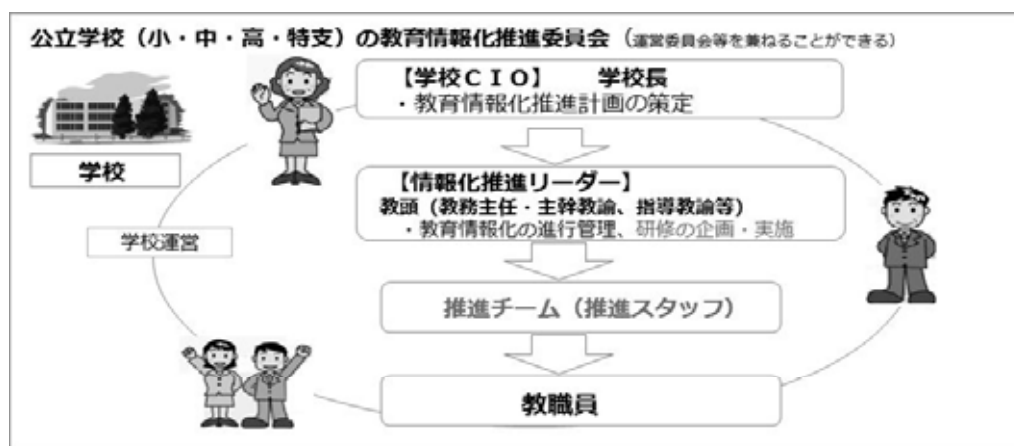 公立学校（小・中・高・特支）の教育情報化推進委員会（運営委員会等を兼ねることができる）
【学校ＣＩＯ】　学校長
・教育情報化推進計画の策定
学校
【情報化推進リーダー】
教頭（教務主任・主幹教諭、指導教諭等）
・教育情報化の進行管理、研修の企画・実施
学校運営
推進チーム（推進スタッフ）
教職員